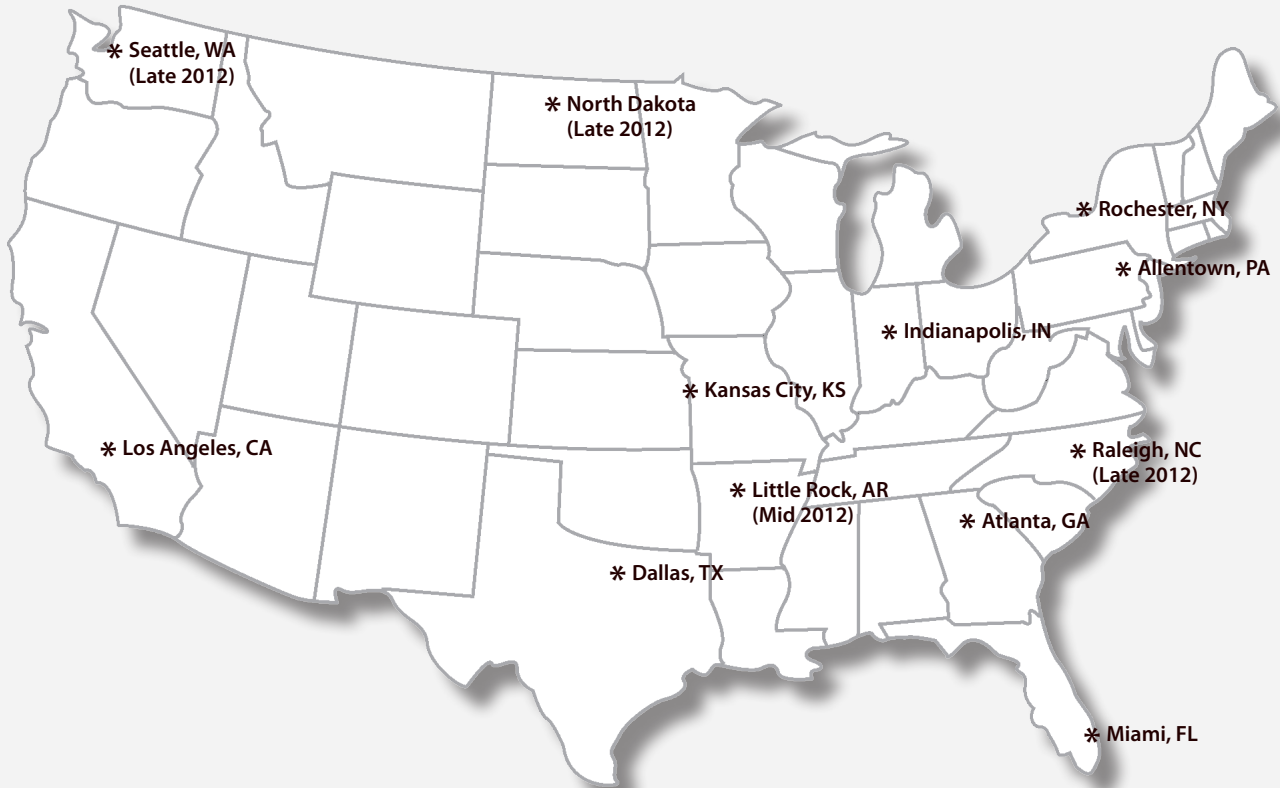 * Seattle, WA
(Late 2012)
* North Dakota
(Late 2012)
* Rochester, NY
* Allentown, PA
* Indianapolis, IN
* Kansas City, KS
* Los Angeles, CA
* Raleigh, NC
(Late 2012)
* Little Rock, AR
(Mid 2012)
* Atlanta, GA
* Dallas, TX
* Miami, FL